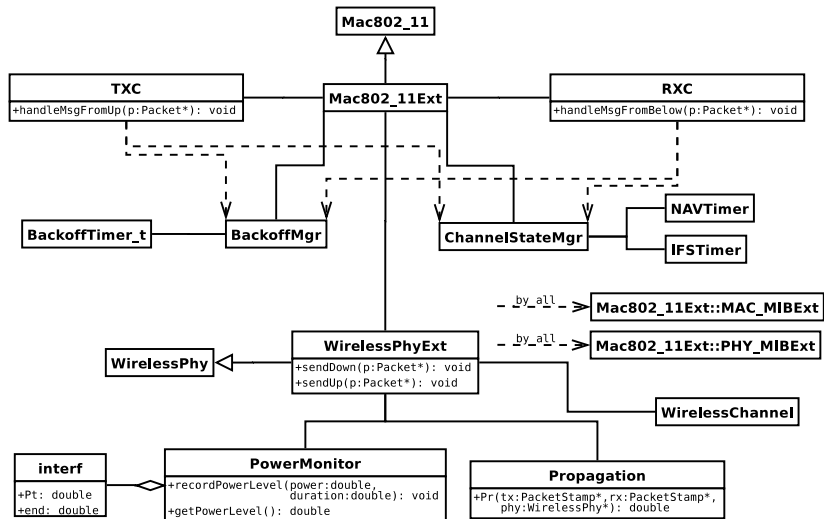 Mac802_11
TXC
+handleMsgFromUp(p:Packet*): void
Mac802_11Ext
RXC
+handleMsgFromBelow(p:Packet*): void
BackoffTimer_t
BackoffMgr
ChannelStateMgr
NAVTimer
IFSTimer
by_all
Mac802_11Ext::MAC_MIBExt
by_all
Mac802_11Ext::PHY_MIBExt
WirelessPhy
WirelessPhyExt
+sendDown(p:Packet*): void
+sendUp(p:Packet*): void
WirelessChannel
interf
+Pt: double
+end: double
PowerMonitor
+recordPowerLevel(power:double,
duration:double): void
+getPowerLevel(): double
Propagation
+Pr(tx:PacketStamp*,rx:PacketStamp*,
phy:WirelessPhy*): double